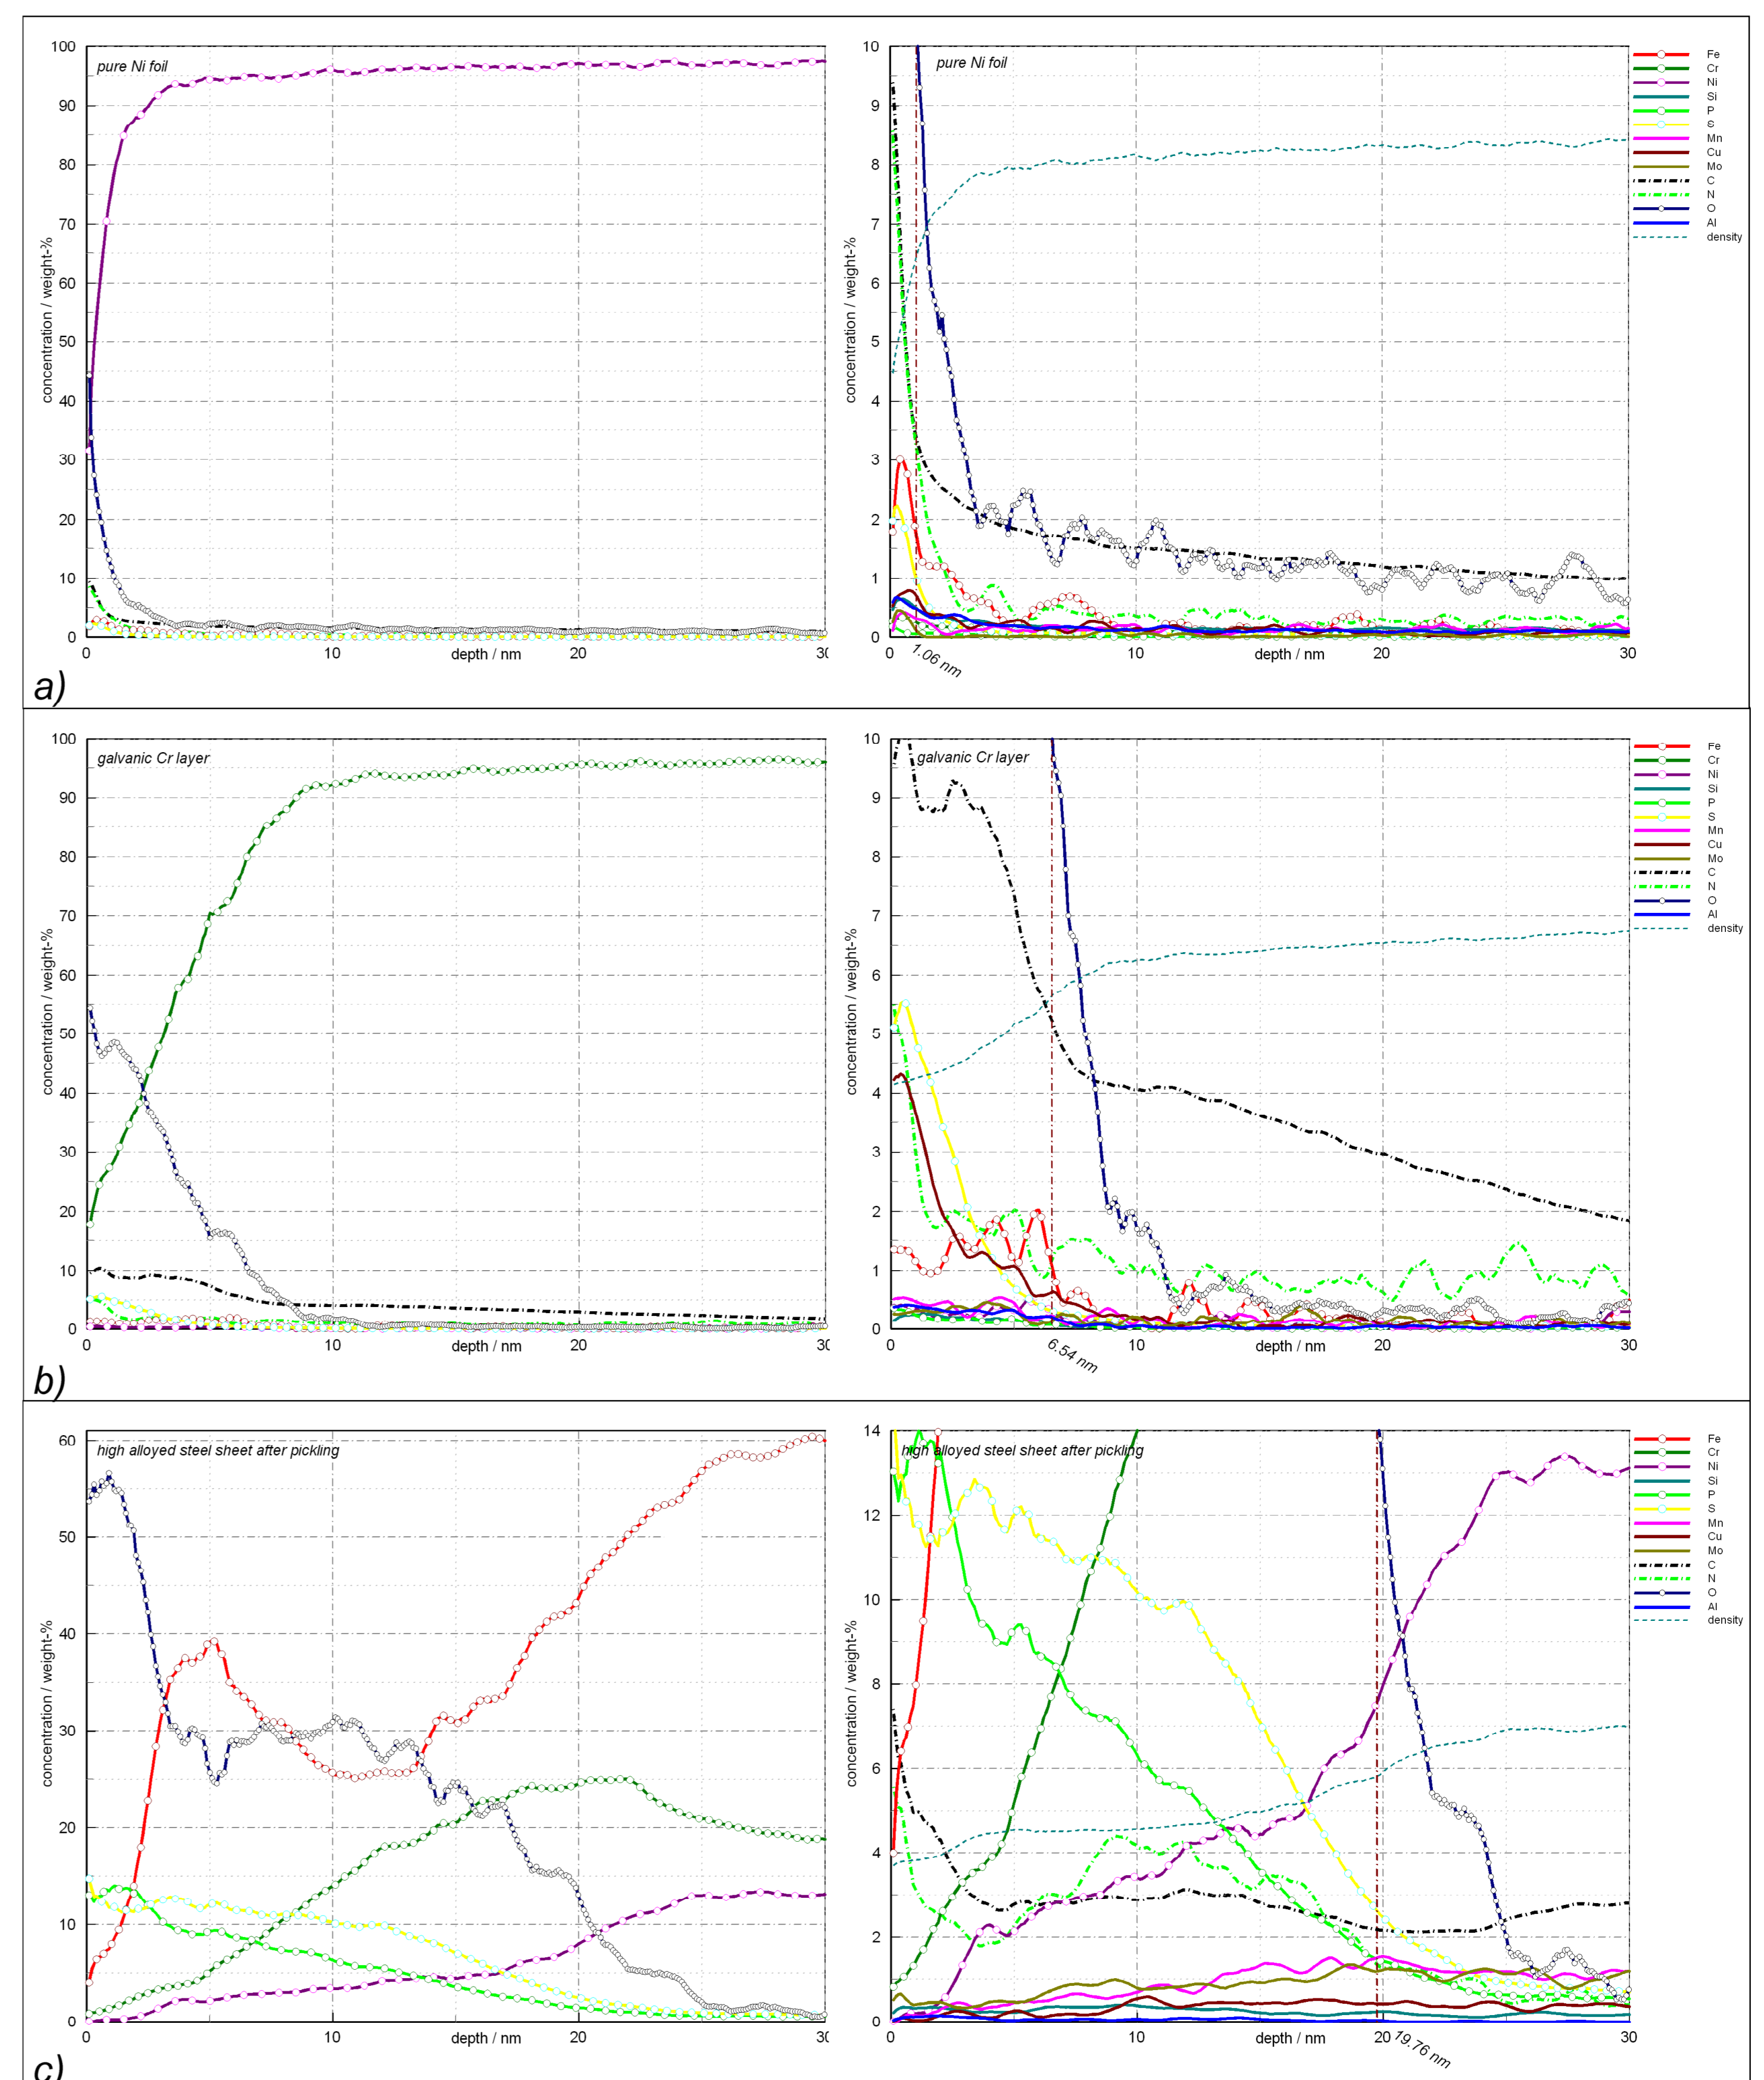 100
90
80
70
60
50
40
30
20
10
0
concentration / weight-%
pure Ni foil
0
10
depth / nm
20
30
10
9
8
7
6
5
4
3
2
1
0
concentration / weight-%
pure Ni foil
0
1.06 nm
10
depth / nm
20
30
Fe
Cr
Ni
Si
P
S
Mn
Cu
Mo
C
N
O
Al
density
a)
100
90
80
70
60
50
40
30
20
10
0
concentration / weight-%
galvanic Cr layer
0
10
depth / nm
20
30
10
9
8
7
6
5
4
3
2
1
0
concentration / weight-%
galvanic Cr layer
0
6.54 nm
10
depth / nm
20
30
Fe
Cr
Ni
Si
P
S
Mn
Cu
Mo
C
N
O
Al
density
b)
60
50
40
30
20
10
0
concentration / weight-%
high alloyed steel sheet after pickling
0
10
depth / nm
20
30
14
12
10
8
6
4
2
0
concentration / weight-%
high alloyed steel sheet after pickling
0
10
depth / nm
20
19.76 nm
30
Fe
Cr
Ni
Si
P
S
Mn
Cu
Mo
C
N
O
Al
density
c)